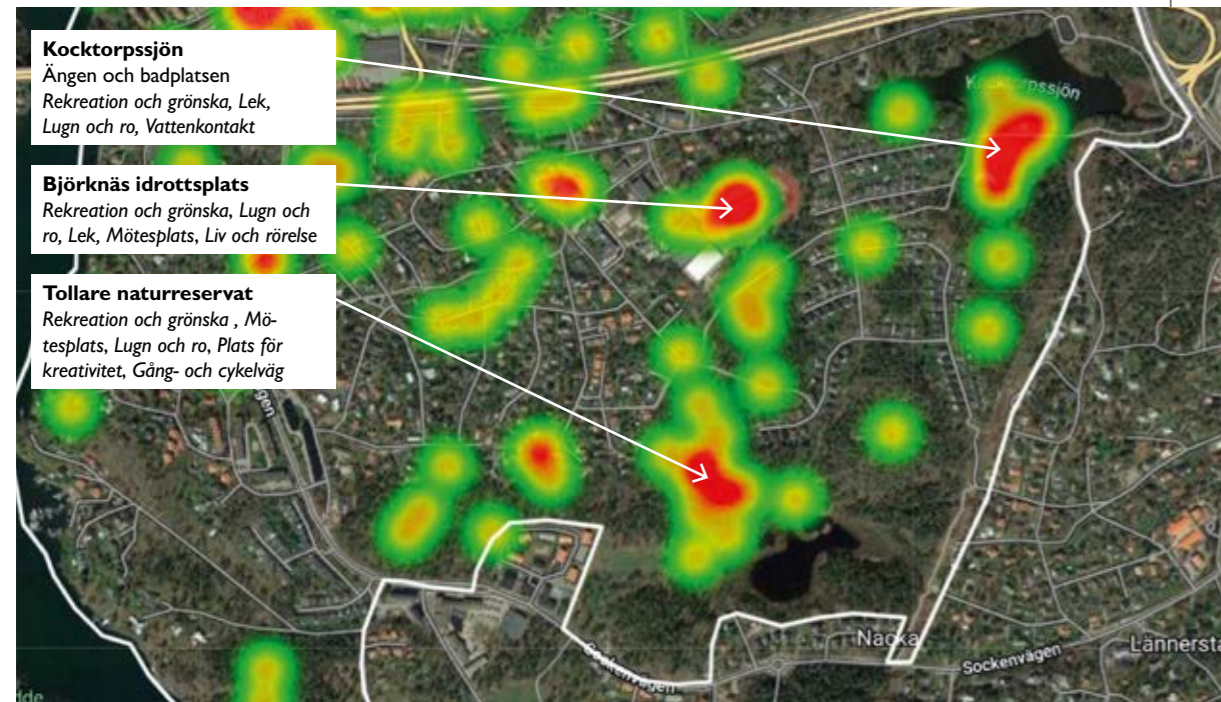 Kocktorpssjön
Ängen och badplatsen
Rekreation och grönska, Lek,
Lugn och ro, Vattenkontakt
Björknäs idrottsplats
Rekreation och grönska, Lugn och
ro, Lek, Mötesplats, Liv och rörelse
Tollare naturreservat
Rekreation och grönska , Mö-
tesplats, Lugn och ro, Plats för
kreativitet, Gång- och cykelväg
Kocktorpssjön
Nacka
Sockenvägen
Sockenvägen
Lännersta